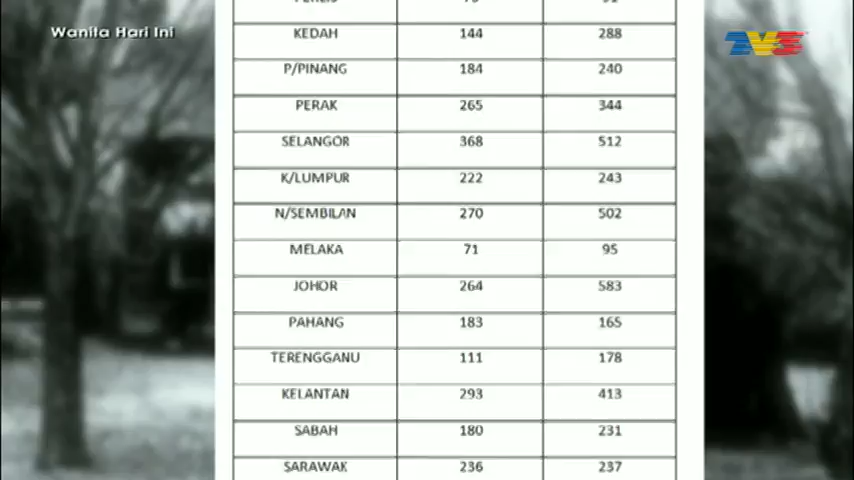 Wanita Hari Ini
TV3
KEDAH 144 288
P/PINANG 184 240
PERAK 265 344
SELANGOR 368 512
K/LUMPUR 222 243
N/SEMBILAN 270 502
MELAKA 71 95
JOHOR 264 583
PAHANG 183 165
TERENGGANU 111 178
KELANTAN 293 413
SABAH 180 231
SARAWAK 236 237